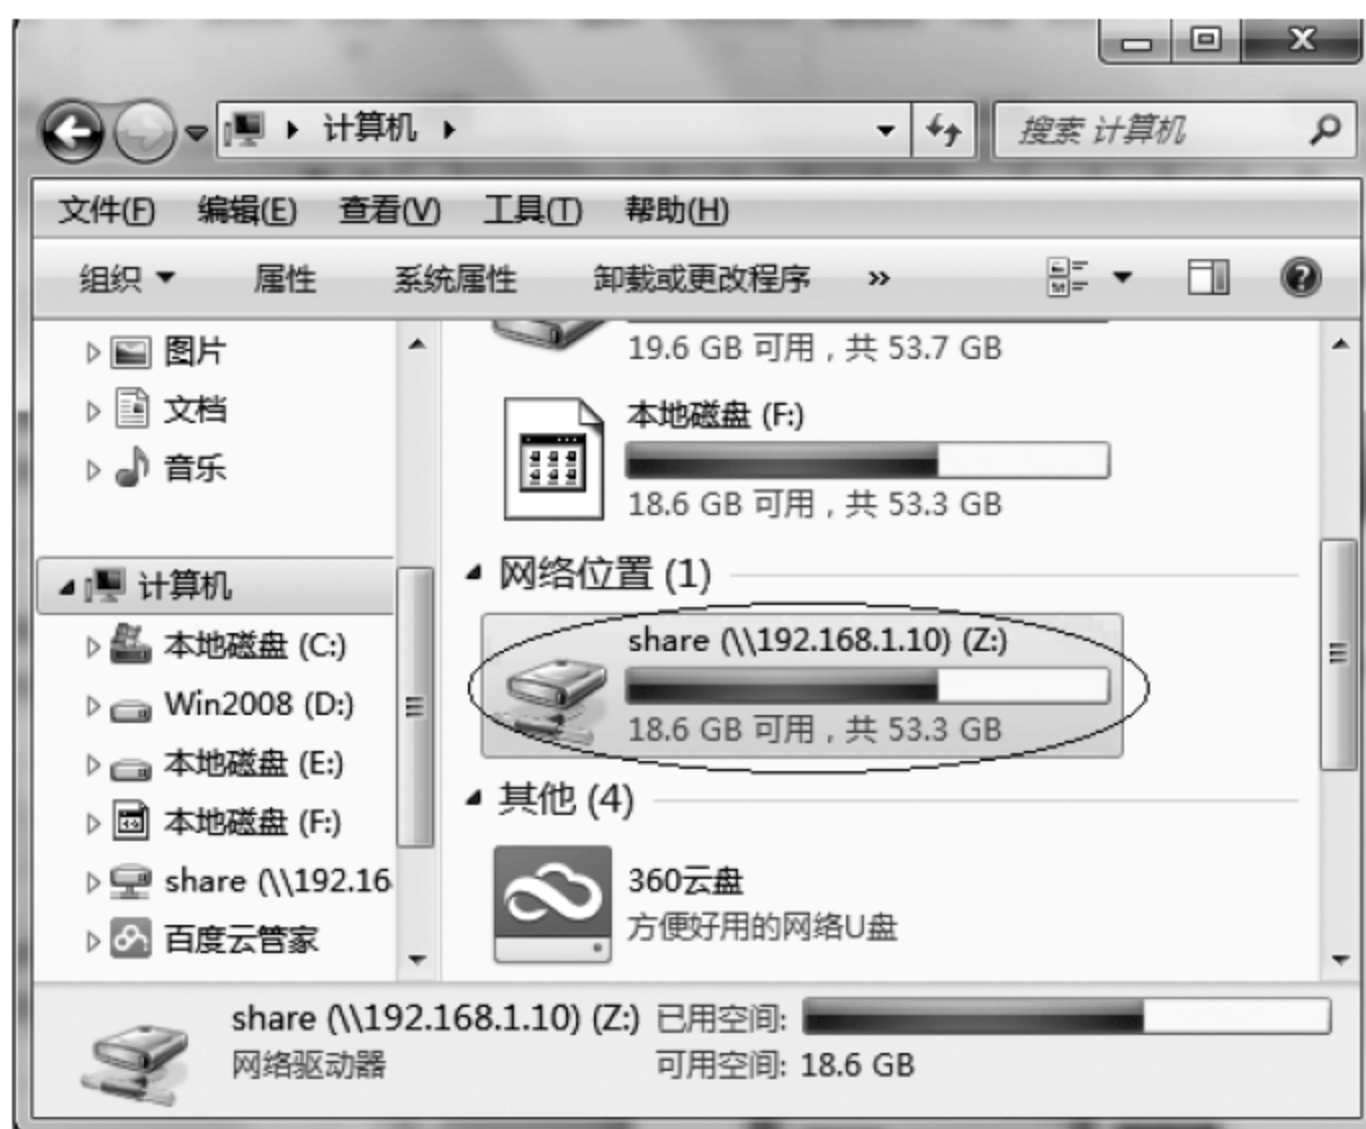 计算机
搜索 计算机
文件(F) 编辑(E) 查看(V) 工具(T) 帮助(H)
组织 属性 系统属性 卸载或更改程序 »
图片
文档
音乐
计算机
本地磁盘 (C:)
Win2008 (D:)
本地磁盘 (E:)
本地磁盘 (F:)
share (\\192.16
百度云管家
19.6 GB 可用，共 53.7 GB
本地磁盘 (F:)
18.6 GB 可用，共 53.3 GB
网络位置 (1)
share (\\192.168.1.10) (Z:)
18.6 GB 可用，共 53.3 GB
其他 (4)
360云盘
方便好用的网络U盘
share (\\192.168.1.10) (Z:) 已用空间:
网络驱动器 可用空间: 18.6 GB